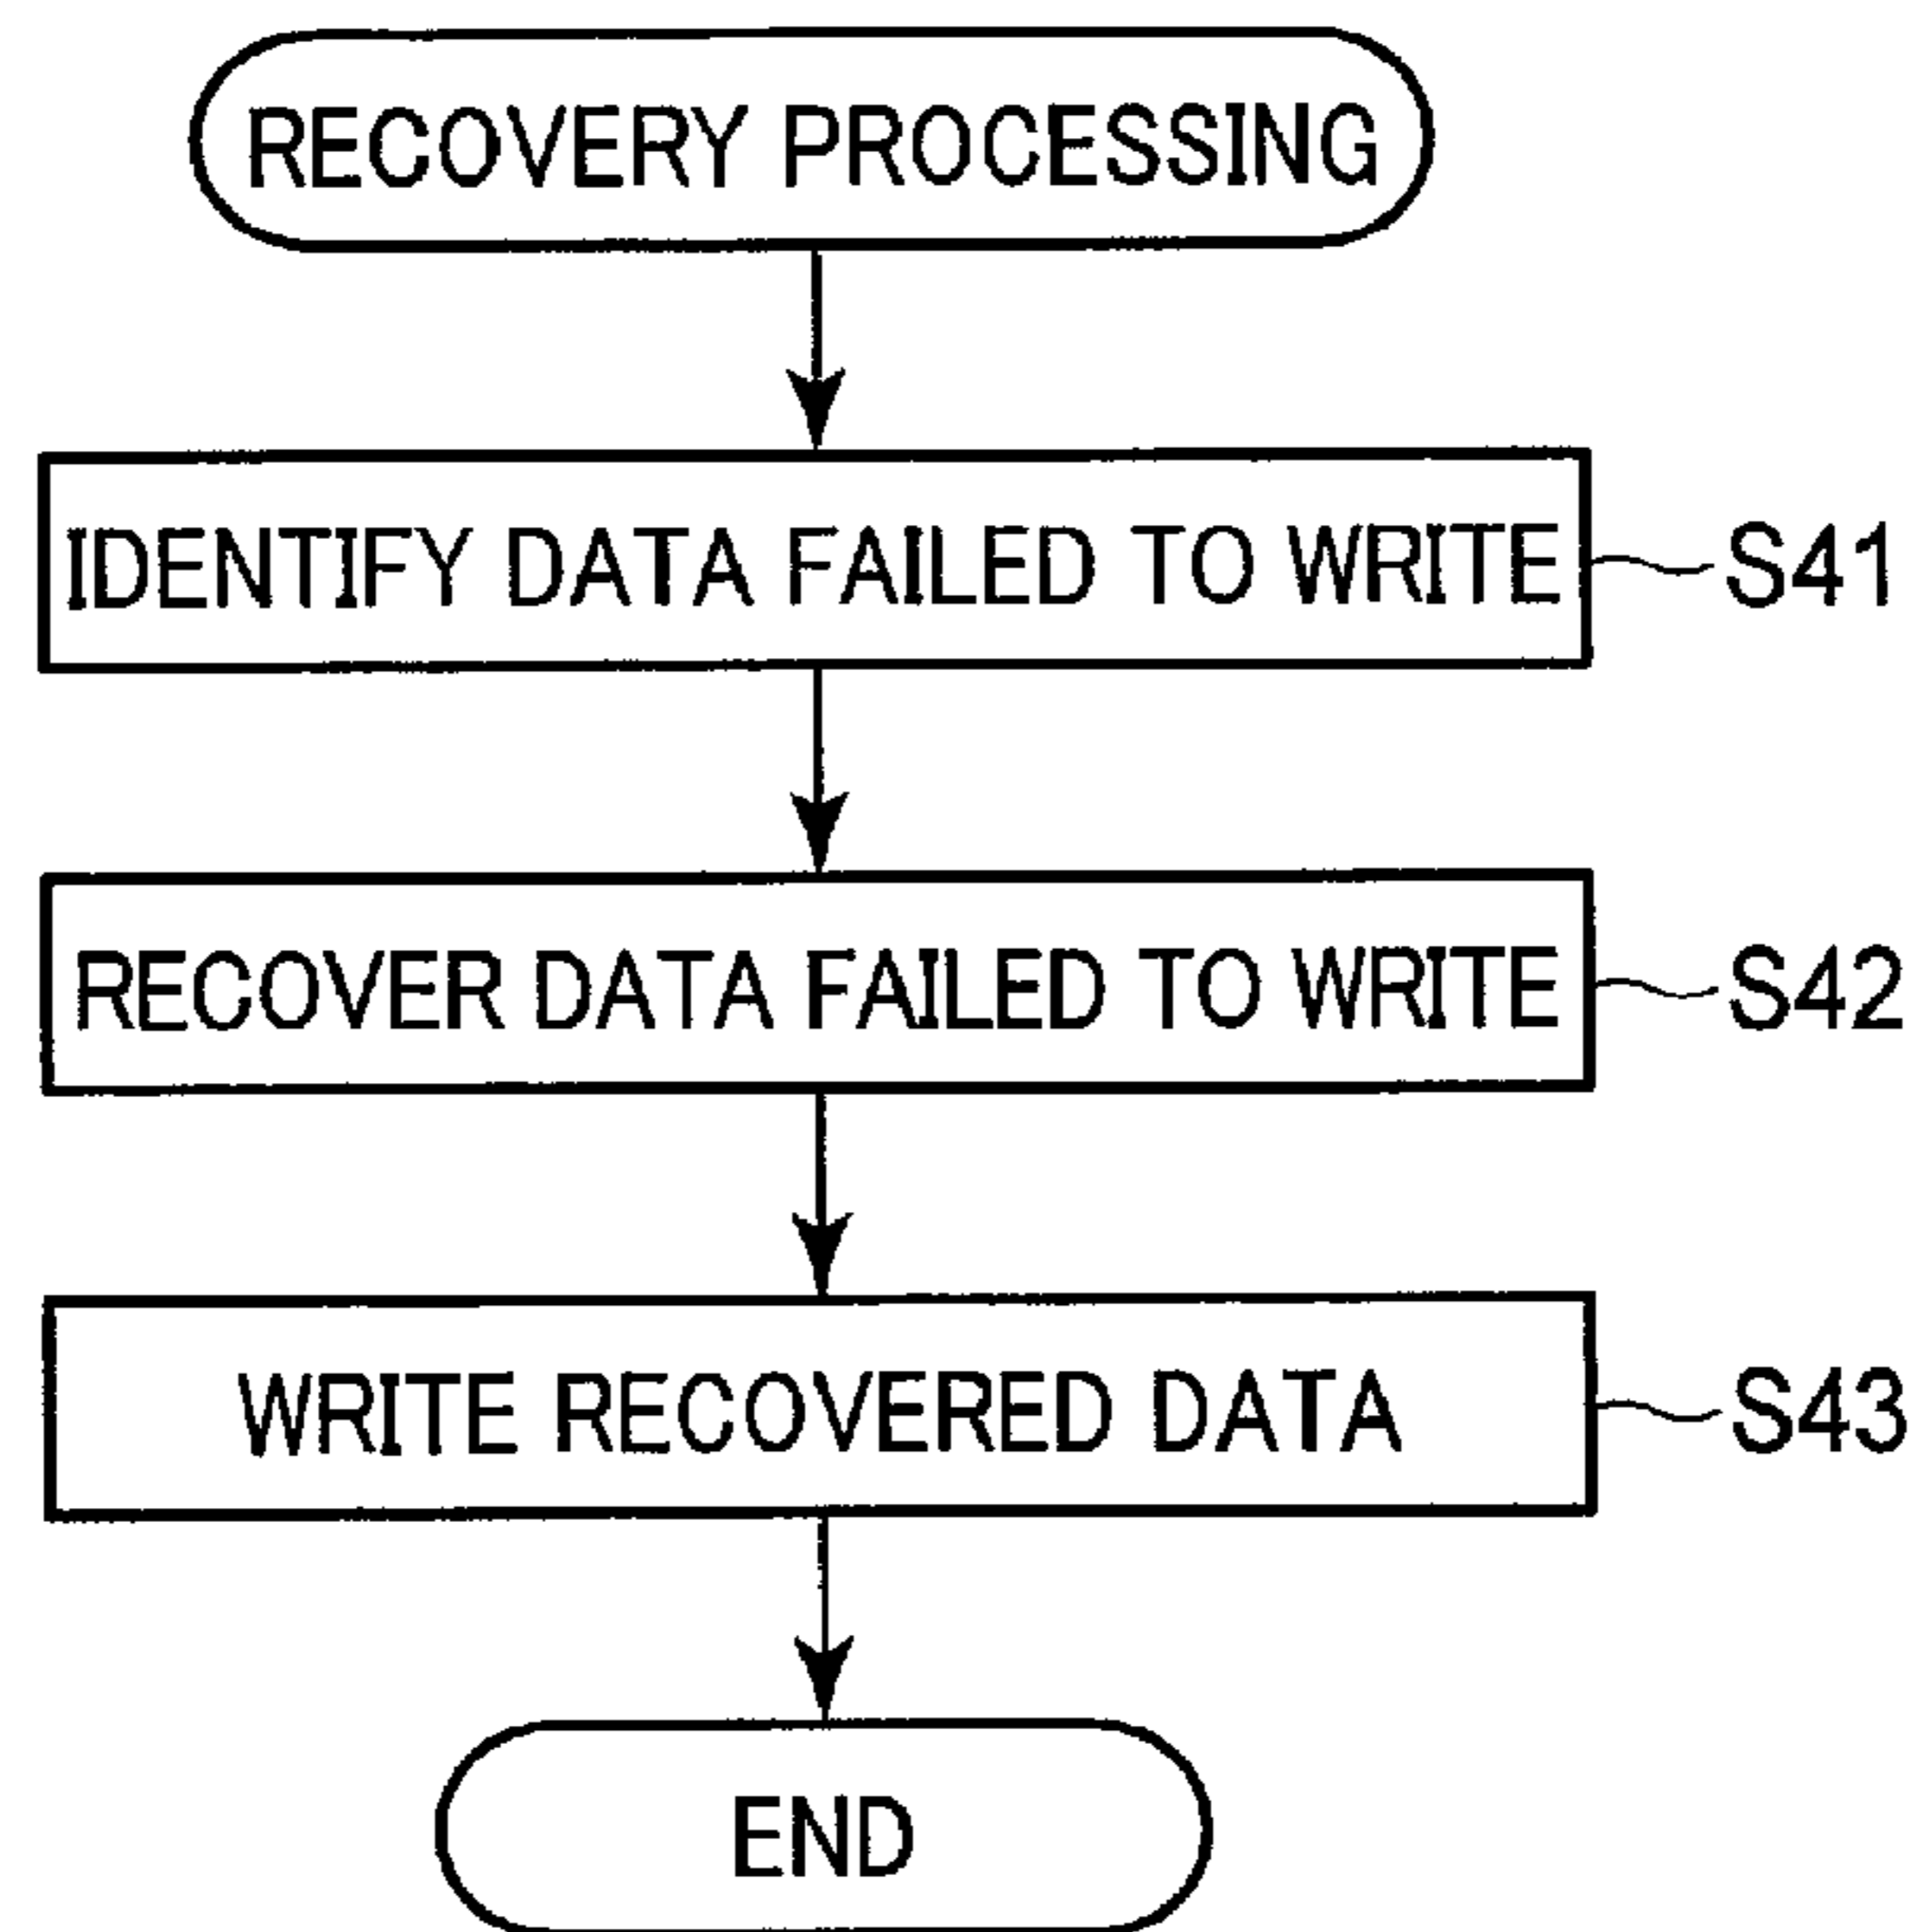 RECOVERY PROCESSING
IDENTIFY DATA FAILED TO WRITE S41
RECOVER DATA FAILED TO WRITE S42
WRITE RECOVERED DATA S43
END